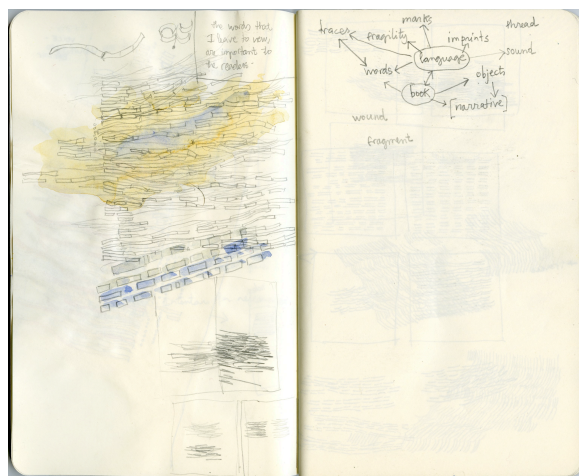 the words that
I have to view,
are important to
the readers.
marks
thread
traces
fragility
imprints
language
sound
words
objects
book
[narrative]
wound
fragment